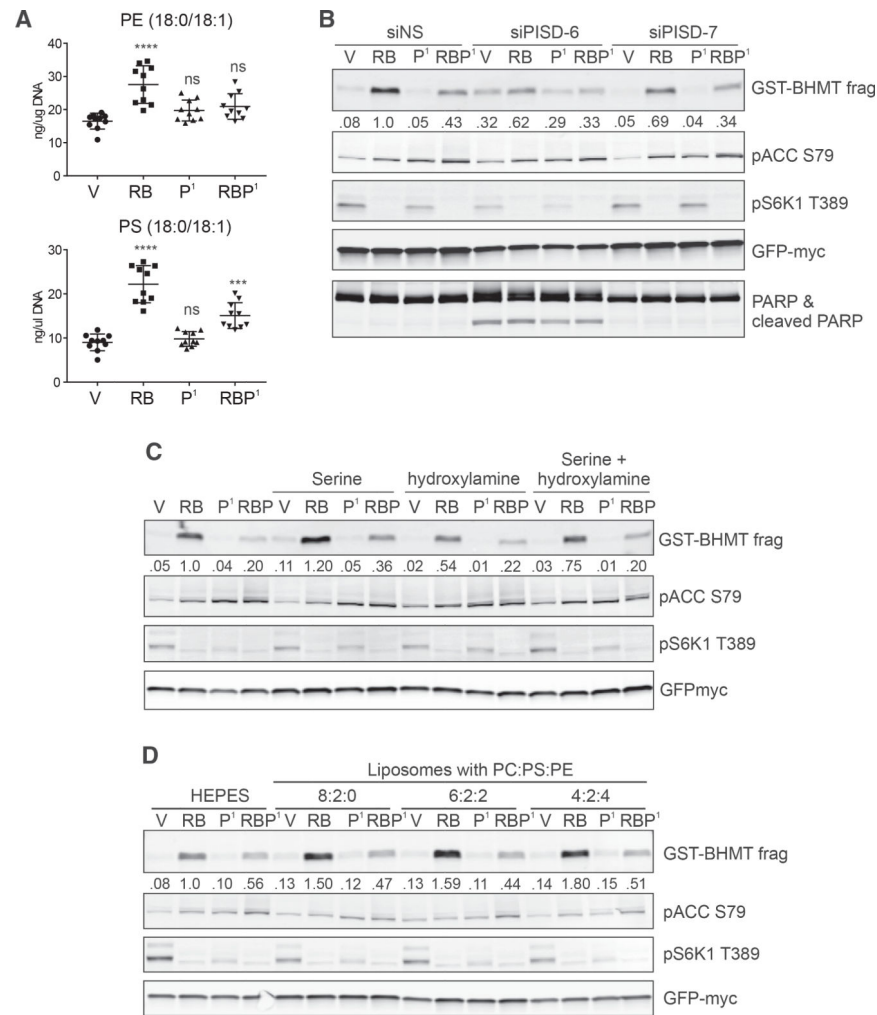 A
PE (18:0/18:1)
40
30
20
10
0
ng/ug DNA
****
ns
ns
V RB P¹ RBP¹
PS (18:0/18:1)
30
20
10
0
ng/ul DNA
****
ns
***
V RB P¹ RBP¹
B
siNS siPISD-6 siPISD-7
V RB P¹ RBP¹ V RB P¹ RBP¹ V RB P¹ RBP¹
GST-BHMT frag
.08 1.0 .05 .43 .32 .62 .29 .33 .05 .69 .04 .34
pACC S79
pS6K1 T389
GFP-myc
PARP &
cleaved PARP
C
Serine hydroxylamine Serine +
hydroxylamine
V RB P¹ RBP V RB P¹ RBP V RB P¹ RBP V RB P¹ RBP
GST-BHMT frag
.05 1.0 .04 .20 .11 1.20 .05 .36 .02 .54 .01 .22 .03 .75 .01 .20
pACC S79
pS6K1 T389
GFPmyc
D
Liposomes with PC:PS:PE
HEPES 8:2:0 6:2:2 4:2:4
V RB P¹ RBP¹ V RB P¹ RBP¹ V RB P¹ RBP¹ V RB P¹ RBP¹
GST-BHMT frag
.08 1.0 .10 .56 .13 1.50 .12 .47 .13 1.59 .11 .44 .14 1.80 .15 .51
pACC S79
pS6K1 T389
GFP-myc